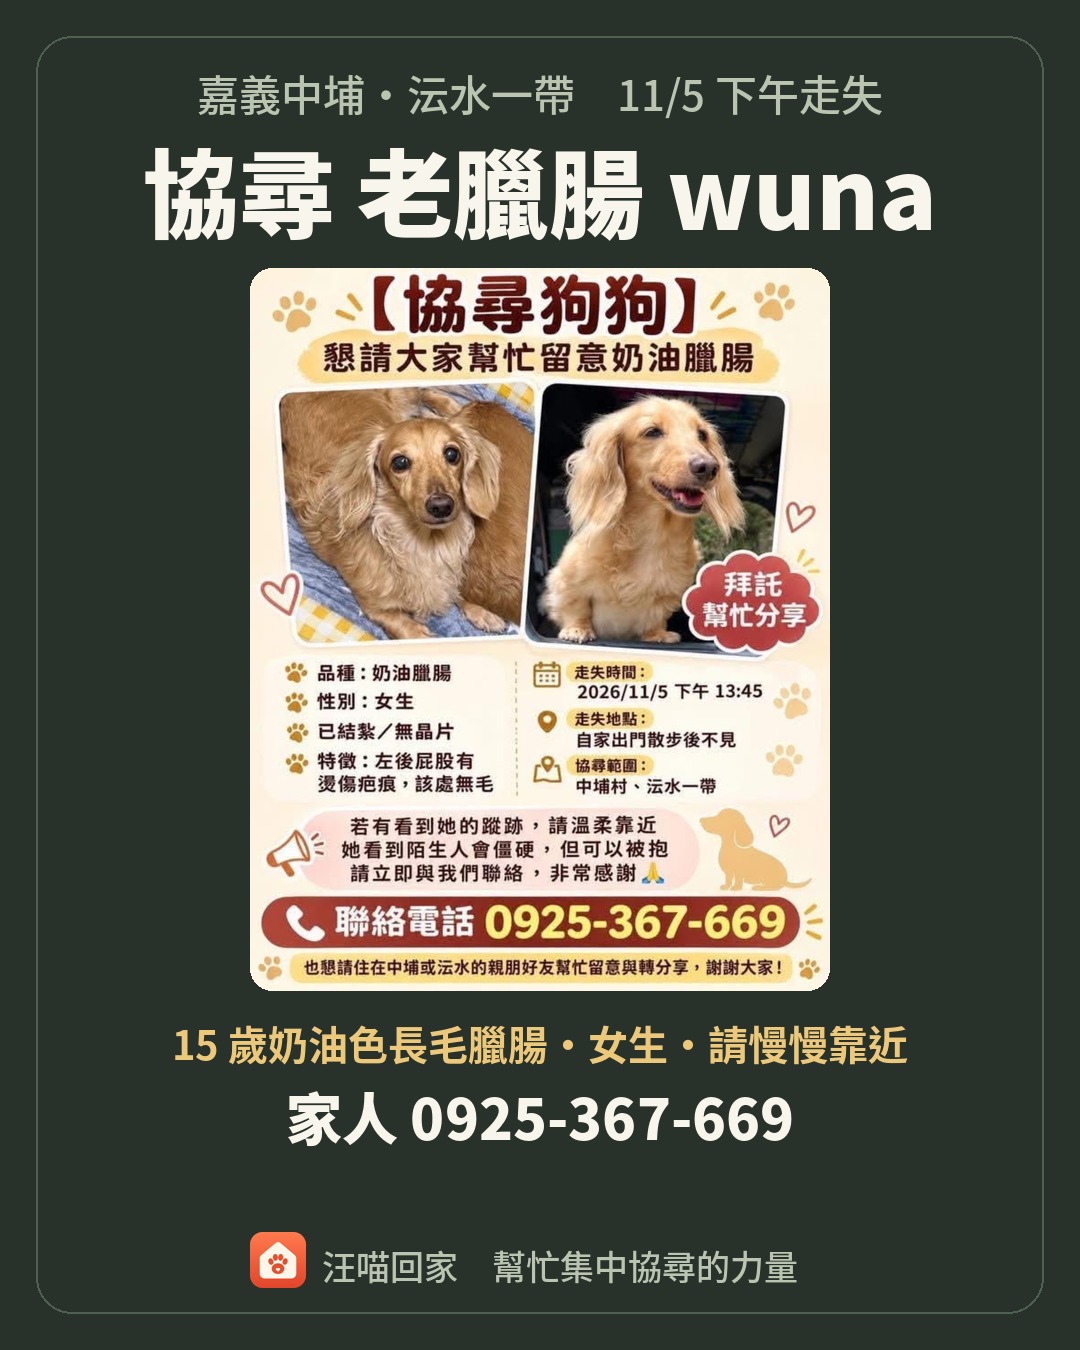 嘉義中埔・沄水一帶　11/5 下午走失
協尋 老臘腸 wuna
【協尋狗狗】
懇請大家幫忙留意奶油臘腸
拜託
幫忙分享
品種：奶油臘腸
性別：女生
已結紮／無晶片
特徵：左後屁股有
燙傷疤痕，該處無毛
走失時間：
2026/11/5 下午 13:45
走失地點：
自家出門散步後不見
協尋範圍：
中埔村、沄水一帶
若有看到她的蹤跡，請溫柔靠近
她看到陌生人會僵硬，但可以被抱
請立即與我們聯絡，非常感謝🙏
聯絡電話 0925-367-669
也懇請住在中埔或沄水的親朋好友幫忙留意與轉分享，謝謝大家！
15 歲奶油色長毛臘腸・女生・請慢慢靠近
家人 0925-367-669
汪喵回家　幫忙集中協尋的力量